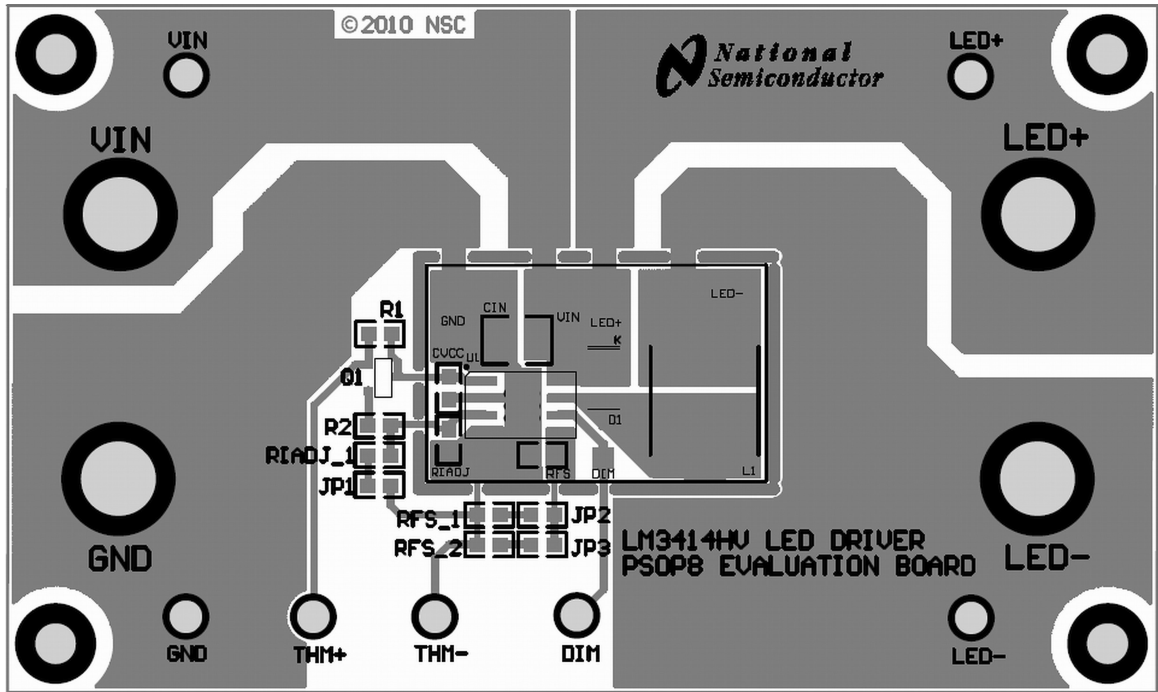 ©2010 NSC
VIN
National
Semiconductor
LED+
VIN
LED+
R1
LED-
GND
CIN
VIN
LED+
K
CVCC
U1
Q1
D1
R2
RIADJ_1
RIADJ
RFS
DIM
L1
JP1
RFS_1
JP2
RFS_2
JP3
LM3414HV LED DRIVER
PSOP8 EVALUATION BOARD
GND
LED-
GND
THM+
THM-
DIM
LED-